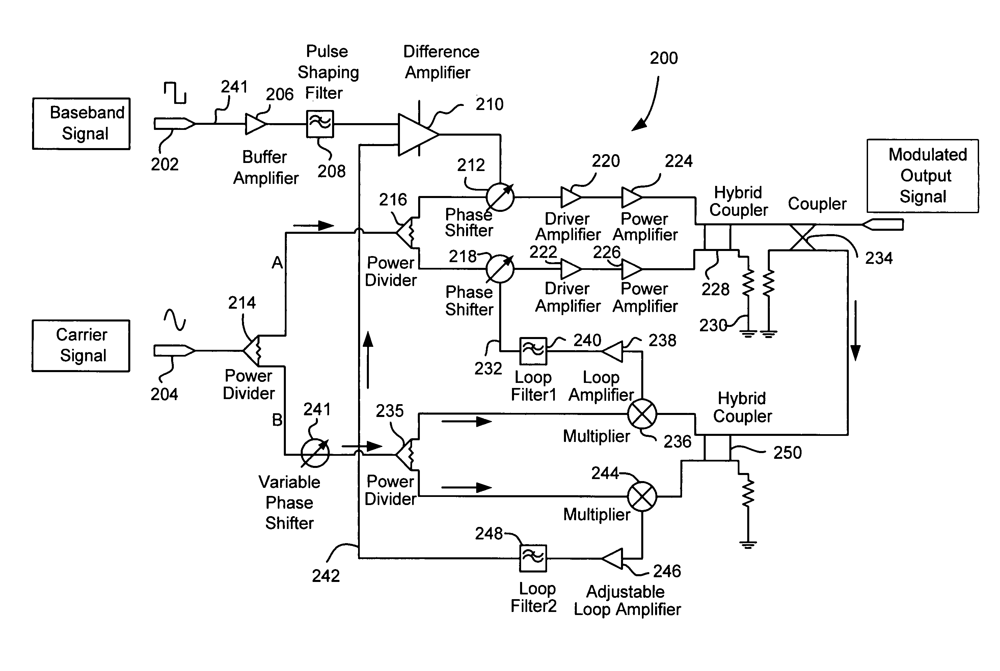 Pulse
Shaping
Filter
Difference
Amplifier
200
241
206
210
Baseband
Signal
202
Buffer
Amplifier
208
212
220
224
Modulated
Output
Signal
216
Hybrid
Coupler
Coupler
Phase
Shifter
Driver
Amplifier
Power
Amplifier
A
Power
Divider
218
222
226
234
Phase
Shifter
Driver
Amplifier
Power
Amplifier
228
214
230
Carrier
Signal
204
Power
Divider
232
240
238
Loop
Filter1
Loop
Amplifier
Hybrid
Coupler
B
241
235
Multiplier
236
250
Variable
Phase
Shifter
Power
Divider
244
Multiplier
248
242
246
Loop
Filter2
Adjustable
Loop Amplifier